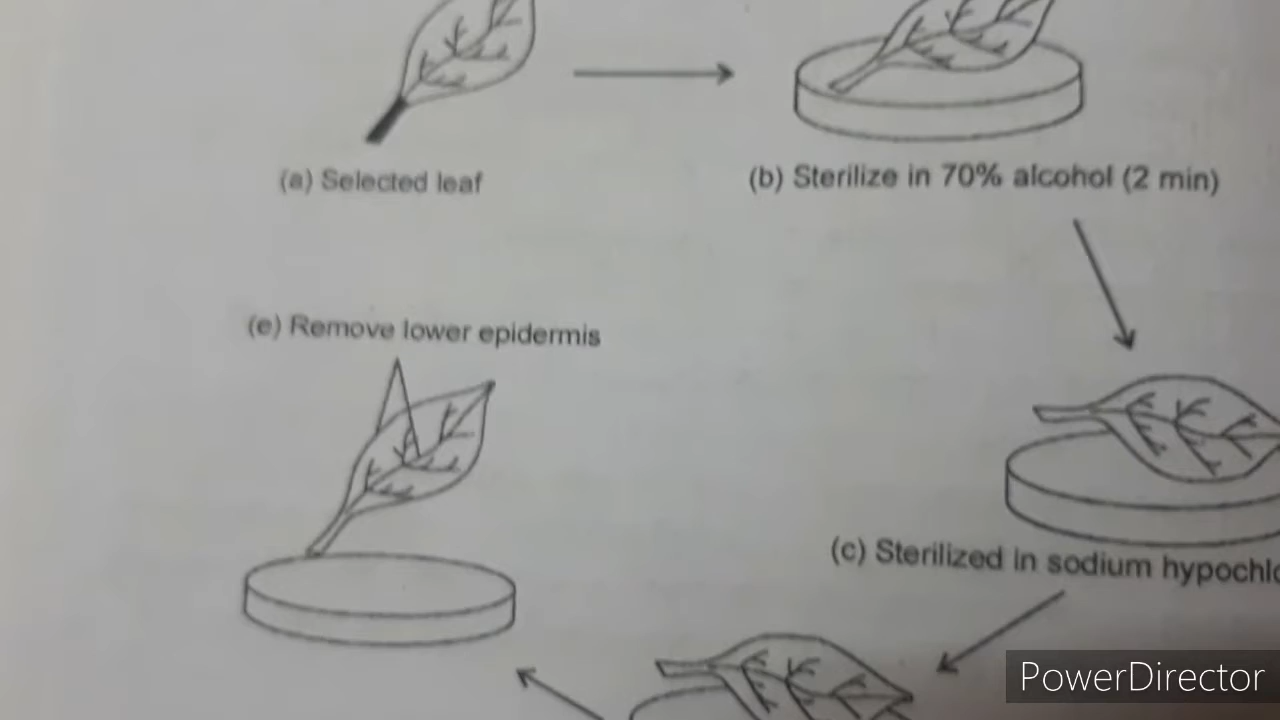 (a) Selected leaf
(b) Sterilize in 70% alcohol (2 min)
(e) Remove lower epidermis
(c) Sterilized in sodium
PowerDirector